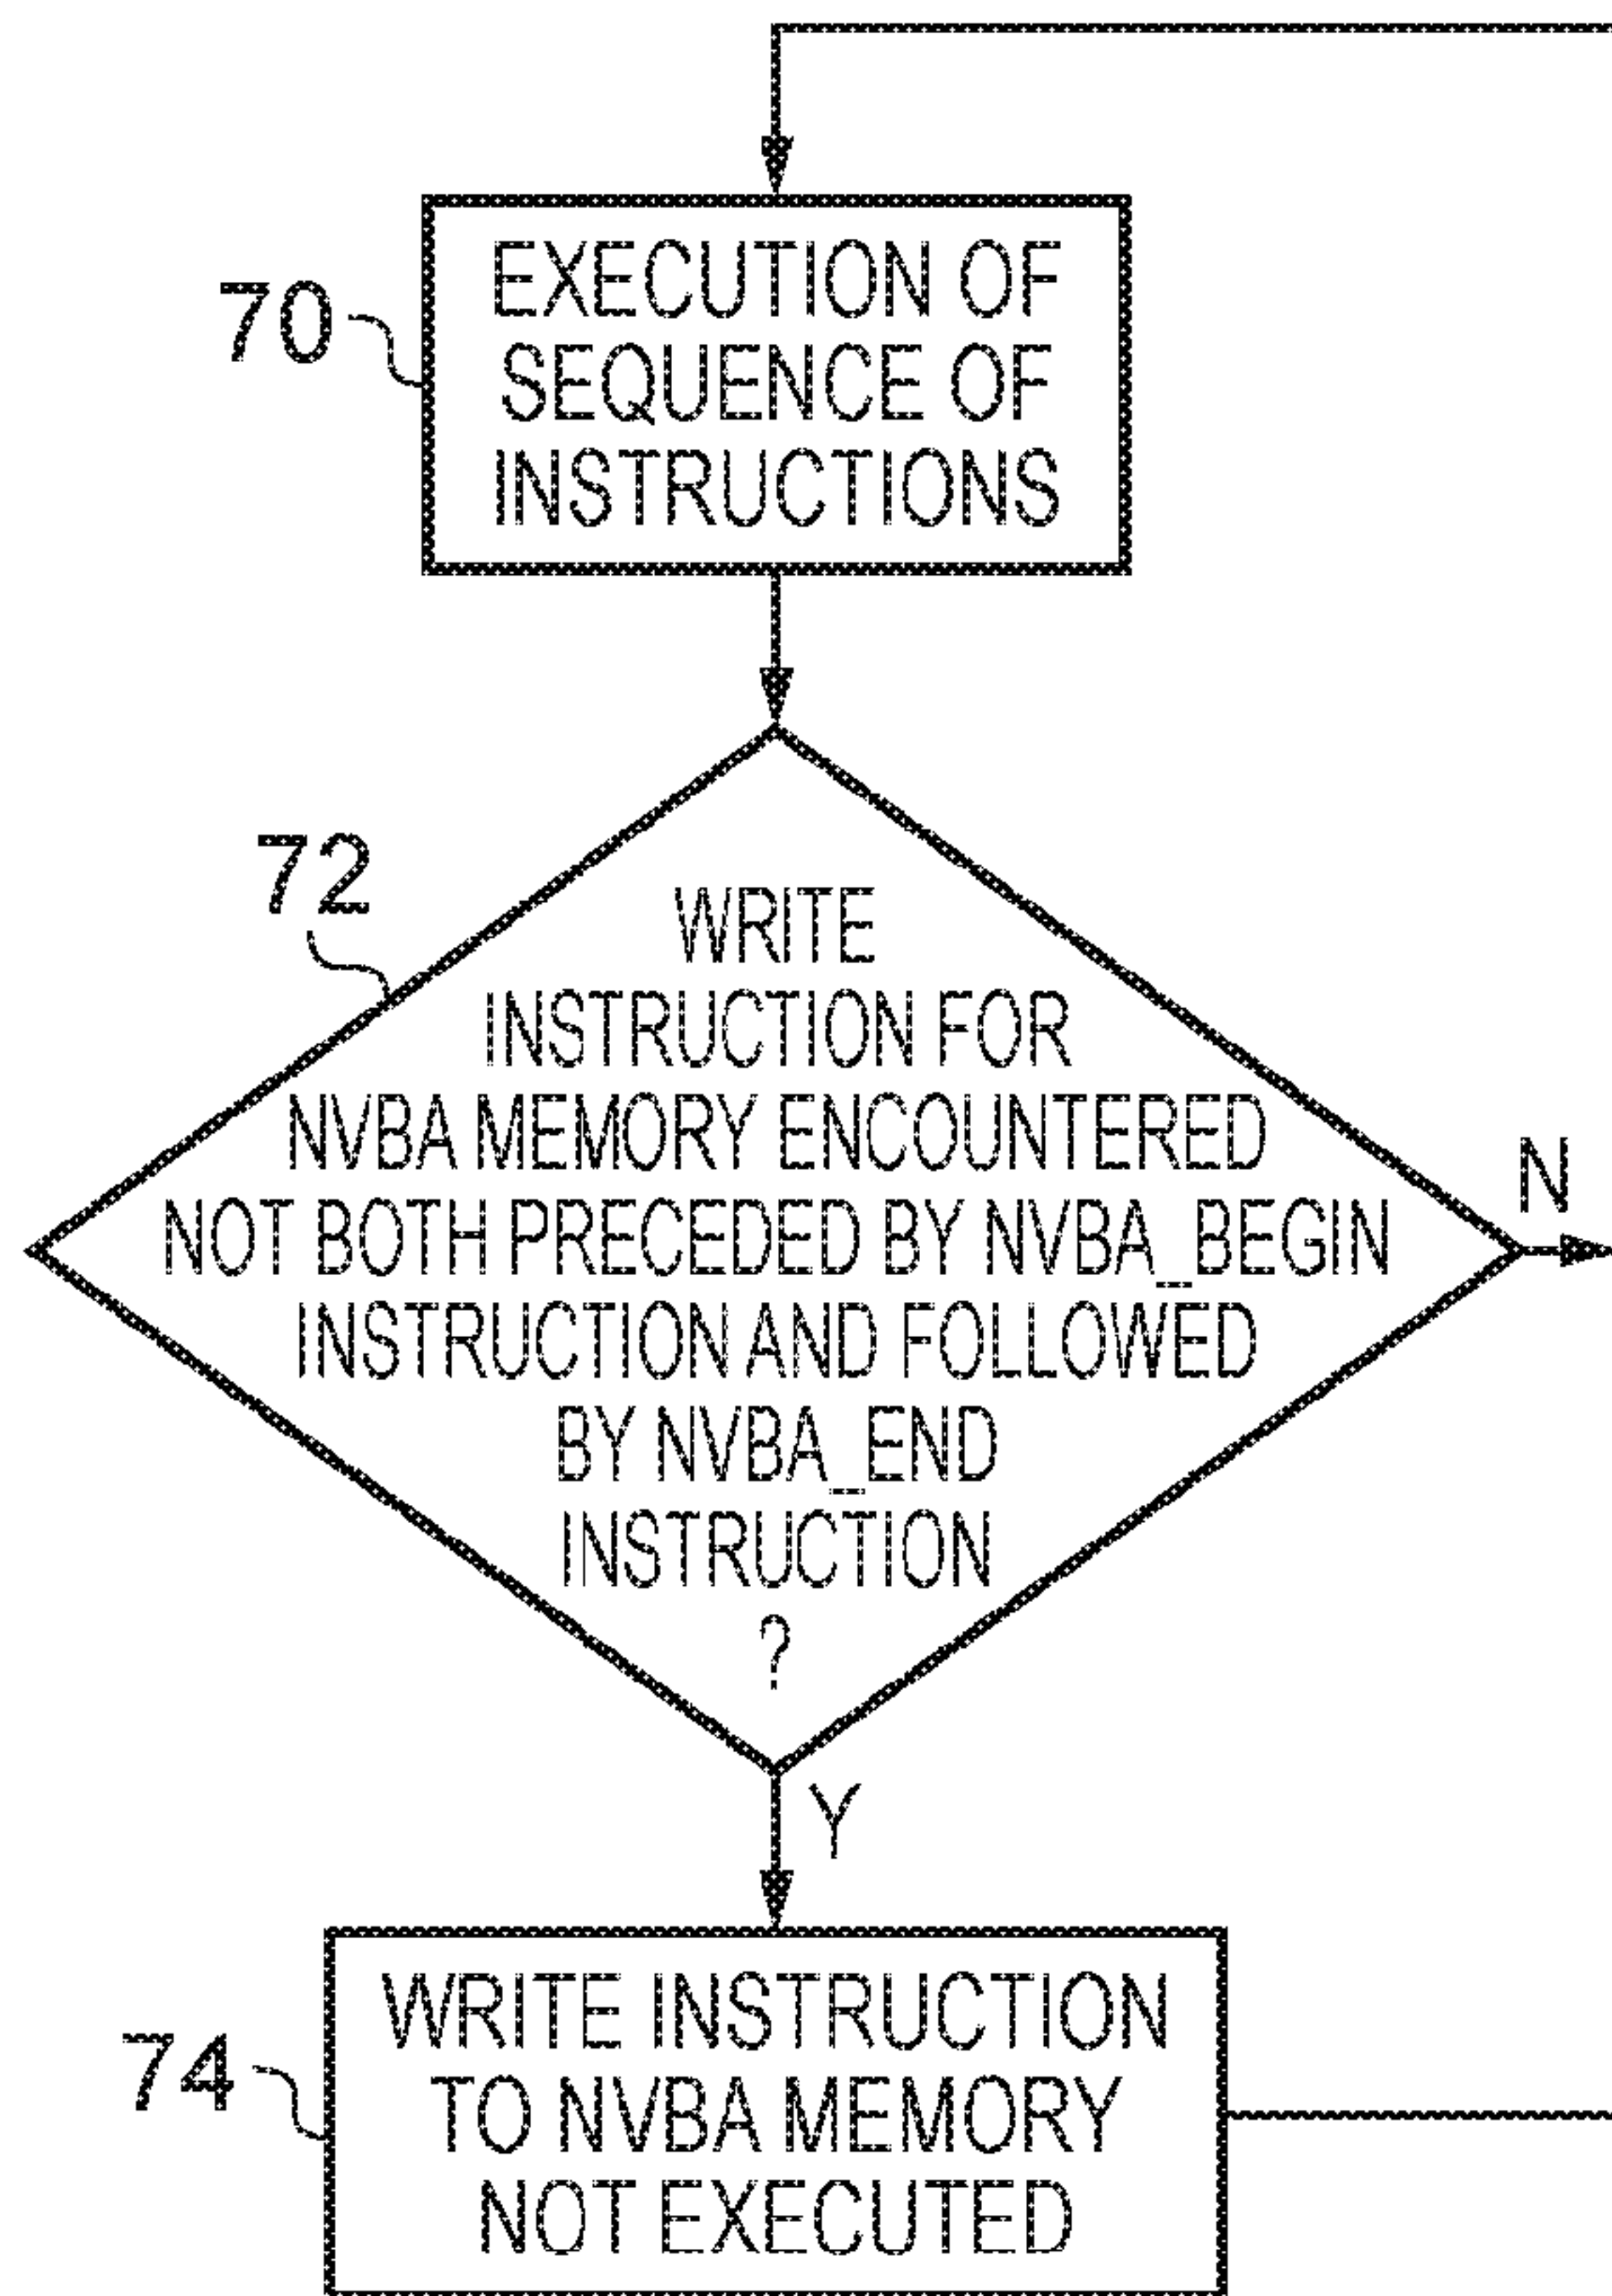 70
EXECUTION OF
SEQUENCE OF
INSTRUCTIONS
72
WRITE
INSTRUCTION FOR
NVBA MEMORY ENCOUNTERED
NOT BOTH PRECEDED BY NVBA_BEGIN
INSTRUCTION AND FOLLOWED
BY NVBA_END
INSTRUCTION
?
N
Y
74
WRITE INSTRUCTION
TO NVBA MEMORY
NOT EXECUTED